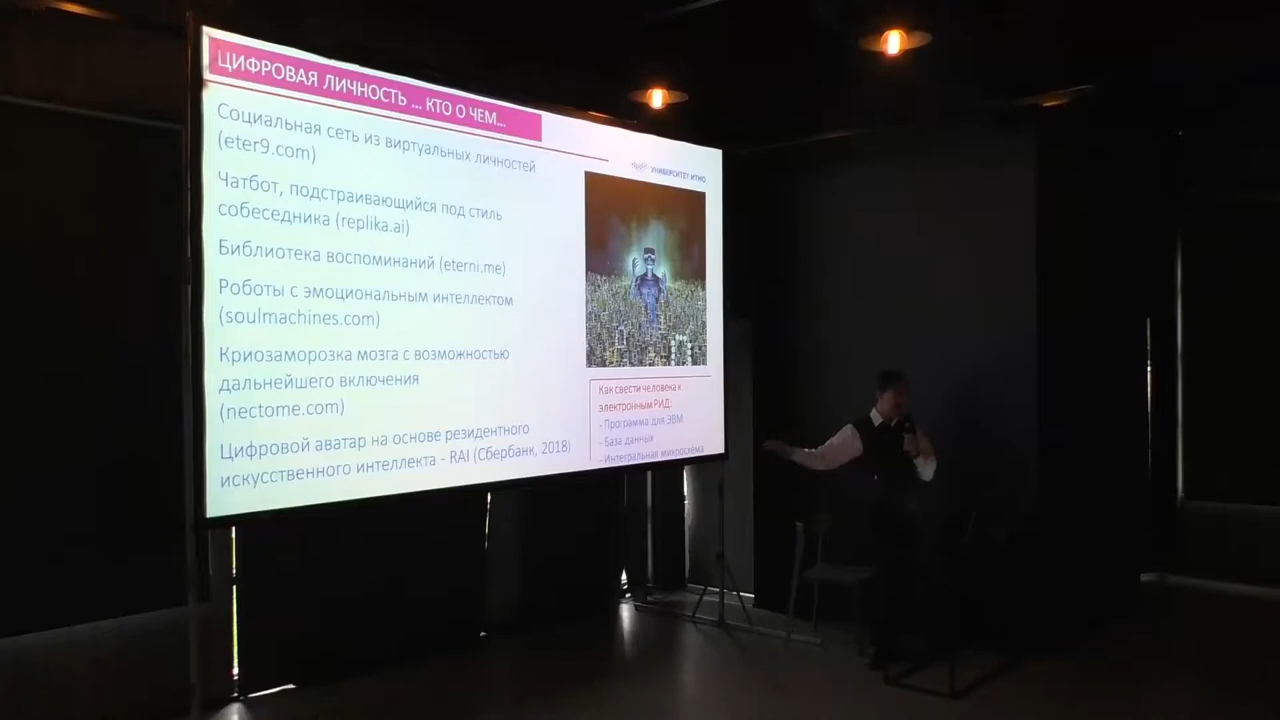 ЦИФРОВАЯ ЛИЧНОСТЬ ... КТО О ЧЕМ...
Социальная сеть из виртуальных личностей
(eter9.com)
Чатбот, подстраивающийся под стиль
собеседника (replika.ai)
Библиотека воспоминаний (eterni.me)
Роботы с эмоциональным интеллектом
(soulmachines.com)
Криозаморозка мозга с возможностью
дальнейшего включения
(nectome.com)
Цифровой аватар на основе резидентного
искусственного интеллекта - RAI (Сбербанк, 2018)
УНИВЕРСИТЕТ ИТМО
Как свести человека к
электронным РИД:
- Программа для ЭВМ
- База данных
- Интегральная микросхема